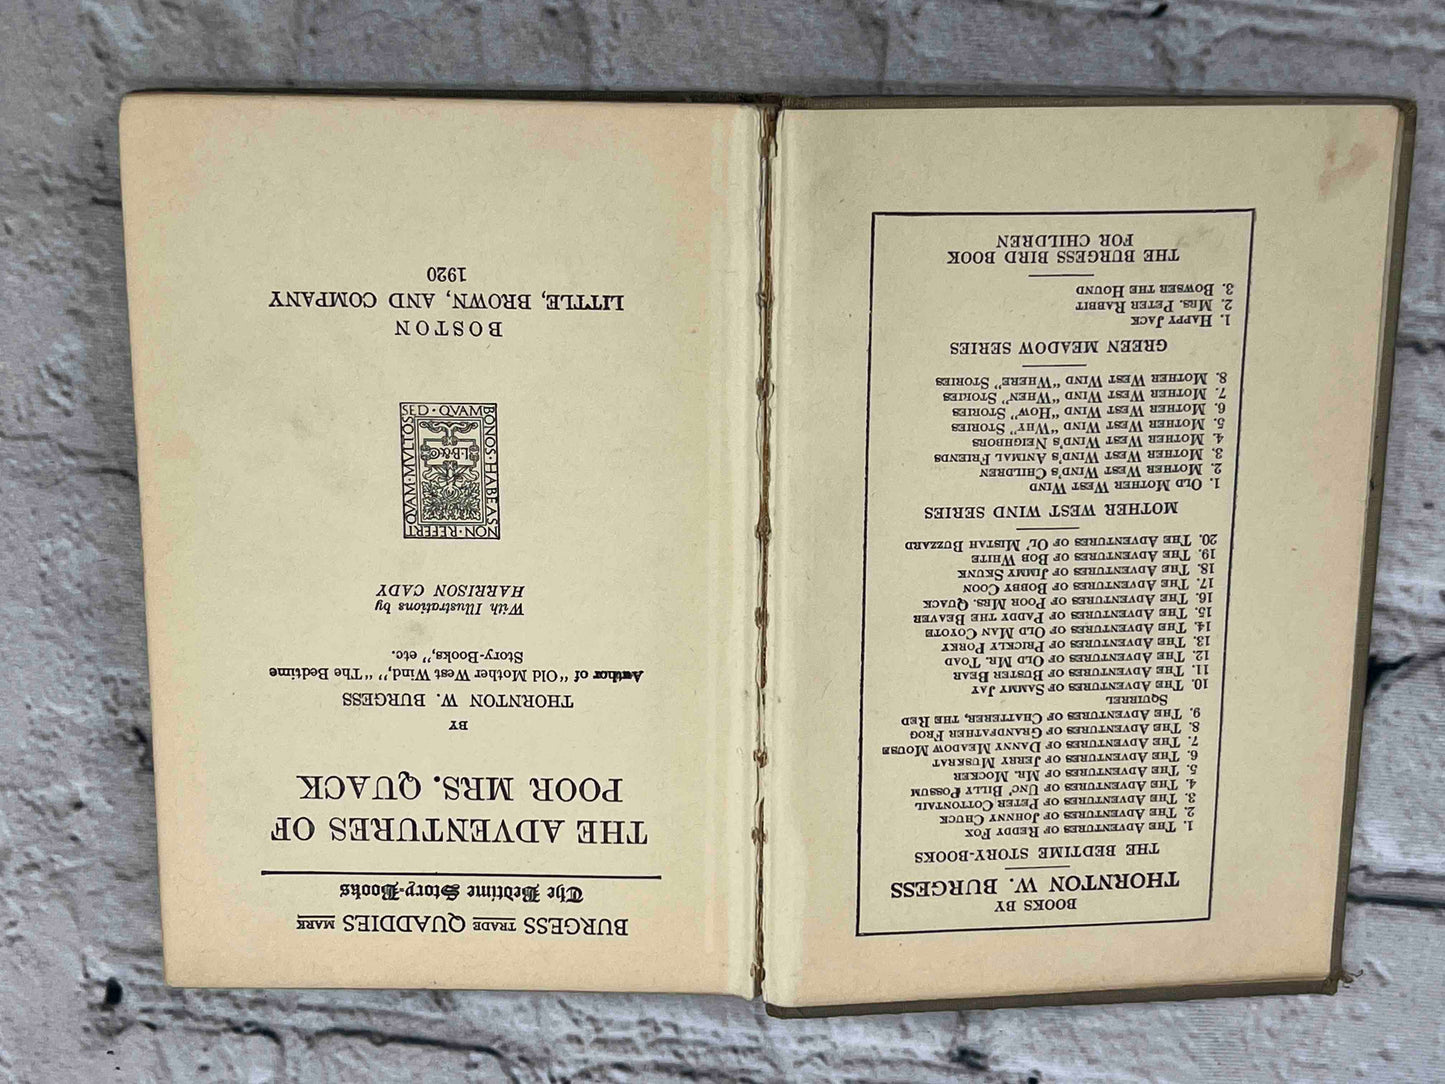 BOOKS BY
THORNTON W. BURGESS
THE BEDTIME STORY-BOOKS
1. THE ADVENTURES OF REDDY FOX
2. THE ADVENTURES OF JOHNNY CHUCK
3. THE ADVENTURES OF PETER COTTONTAIL
4. THE ADVENTURES OF UNC' BILLY POSSUM
5. THE ADVENTURES OF MR. MOCKER
6. THE ADVENTURES OF JERRY MUSKRAT
7. THE ADVENTURES OF DANNY MEADOW MOUSE
8. THE ADVENTURES OF GRANDFATHER FROG
9. THE ADVENTURES OF CHATTERER, THE RED
SQUIRREL
10. THE ADVENTURES OF SAMMY JAY
11. THE ADVENTURES OF BUSTER BEAR
12. THE ADVENTURES OF OLD MR. TOAD
13. THE ADVENTURES OF PRICKLY PORKY
14. THE ADVENTURES OF OLD MAN COYOTE
15. THE ADVENTURES OF PADDY THE BEAVER
16. THE ADVENTURES OF POOR MRS. QUACK
17. THE ADVENTURES OF BOBBY COON
18. THE ADVENTURES OF JIMMY SKUNK
19. THE ADVENTURES OF BOB WHITE
20. THE ADVENTURES OF OL' MISTAH BUZZARD
MOTHER WEST WIND SERIES
1. OLD MOTHER WEST WIND
2. MOTHER WEST WIND'S CHILDREN
3. MOTHER WEST WIND'S ANIMAL FRIENDS
4. MOTHER WEST WIND'S NEIGHBORS
5. MOTHER WEST WIND "WHY" STORIES
6. MOTHER WEST WIND "HOW" STORIES
7. MOTHER WEST WIND "WHEN" STORIES
8. MOTHER WEST WIND "WHERE" STORIES
GREEN MEADOW SERIES
1. HAPPY JACK
2. MRS. PETER RABBIT
3. BOWSER THE HOUND
THE BURGESS BIRD BOOK
FOR CHILDREN
BURGESS TRADE QUADDIES MARK
The Bedtime Story-Books
THE ADVENTURES OF
POOR MRS. QUACK
BY
THORNTON W. BURGESS
Author of "Old Mother West Wind," "The Bedtime
Story-Books," etc.
With Illustrations by
HARRISON CADY
NON·REFERT
QUAM·MULTOS
SED·QVAM
BONOS·HABEAS
L·B·&Co
BOSTON
LITTLE, BROWN, AND COMPANY
1920